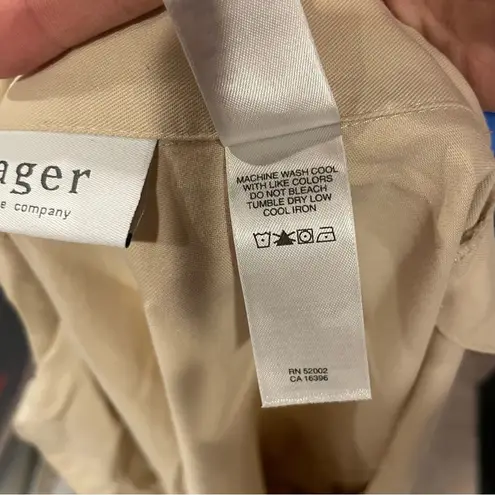 ager
company
MACHINE WASH COOL
WITH LIKE COLORS
DO NOT BLEACH
TUMBLE DRY LOW
COOL IRON
RN 52002
CA 16396